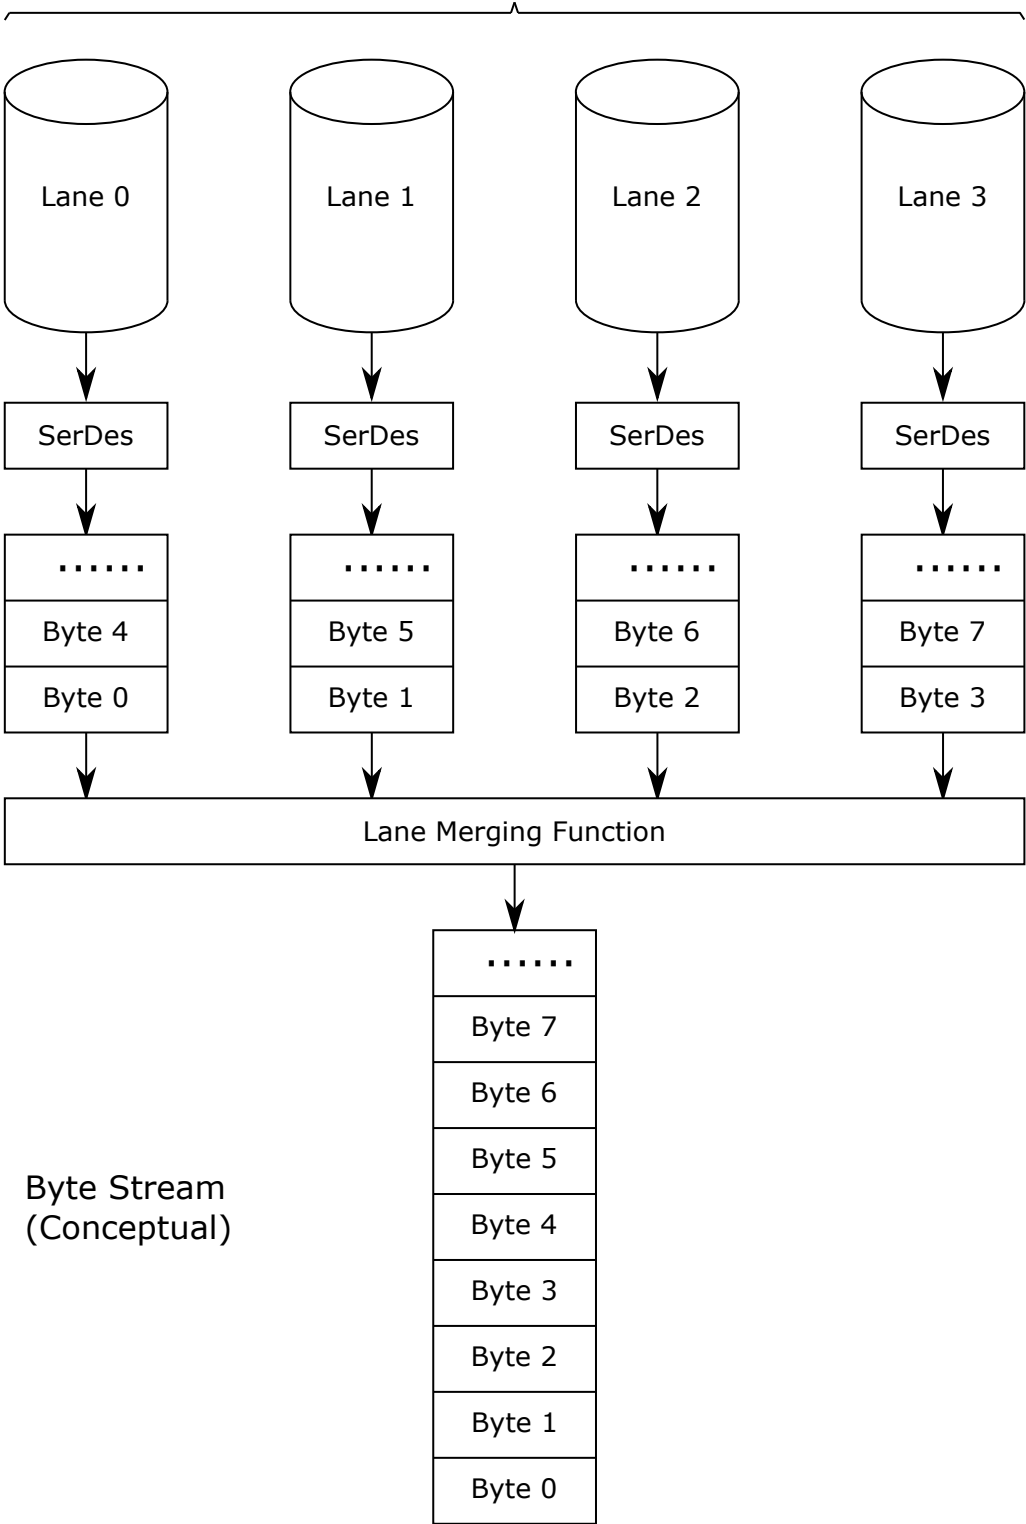 Lane 0
Lane 1
Lane 2
Lane 3
SerDes
SerDes
SerDes
SerDes
......
......
......
......
Byte 4
Byte 5
Byte 6
Byte 7
Byte 0
Byte 1
Byte 2
Byte 3
Lane Merging Function
......
Byte 7
Byte 6
Byte 5
Byte Stream
(Conceptual)
Byte 4
Byte 3
Byte 2
Byte 1
Byte 0